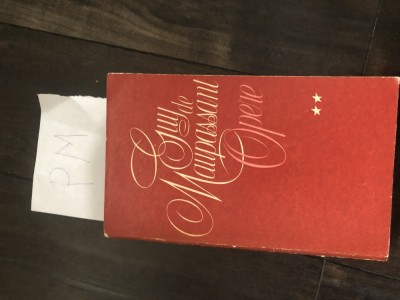 Guy
de
Maupassant
Opere
★★
PM